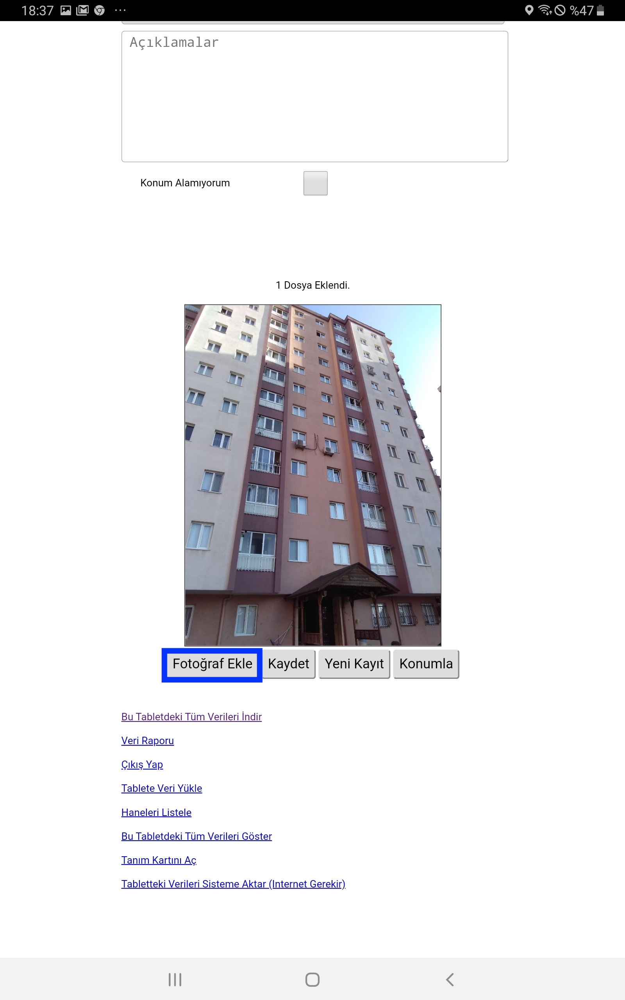 18:37 ... %47
Açıklamalar
Konum Alamıyorum
1 Dosya Eklendi.
Fotoğraf Ekle Kaydet Yeni Kayıt Konumla
Bu Tabletdeki Tüm Verileri İndir
Veri Raporu
Çıkış Yap
Tablete Veri Yükle
Haneleri Listele
Bu Tabletdeki Tüm Verileri Göster
Tanım Kartını Aç
Tabletteki Verileri Sisteme Aktar (Internet Gerekir)